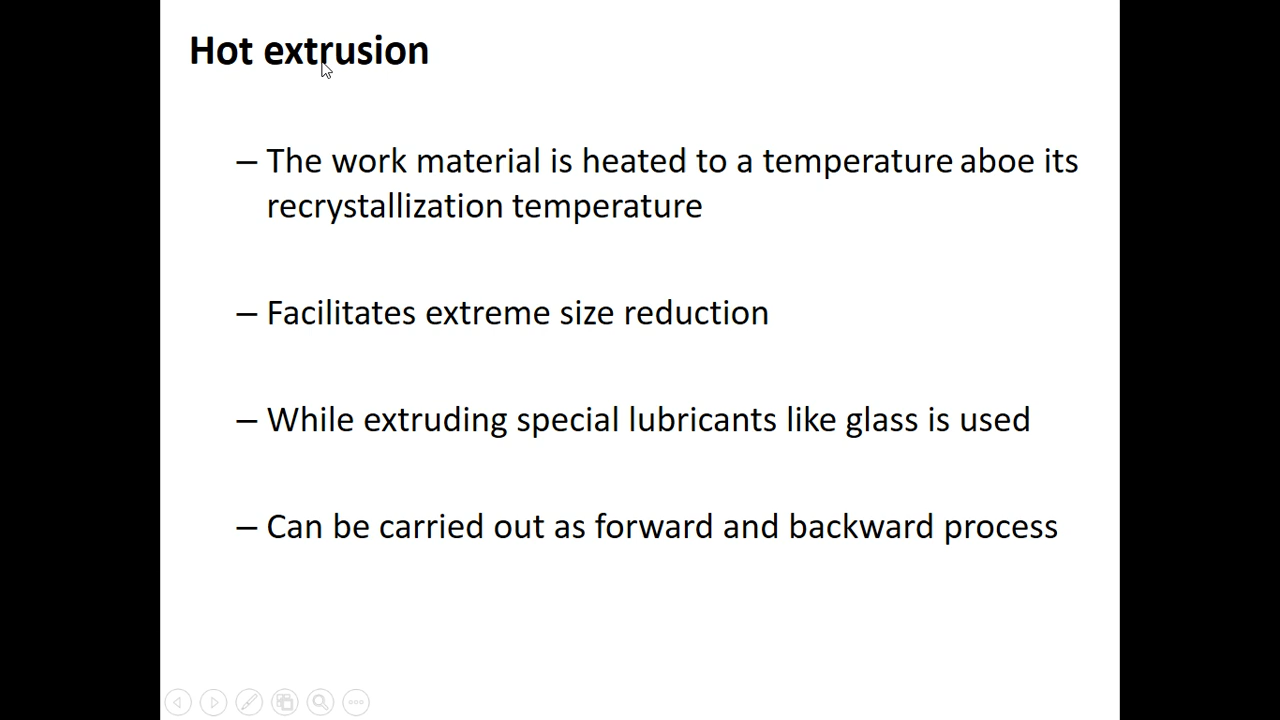 Hot extrusion
– The work material is heated to a temperature aboe its
recrystallization temperature
– Facilitates extreme size reduction
– While extruding special lubricants like glass is used
– Can be carried out as forward and backward process